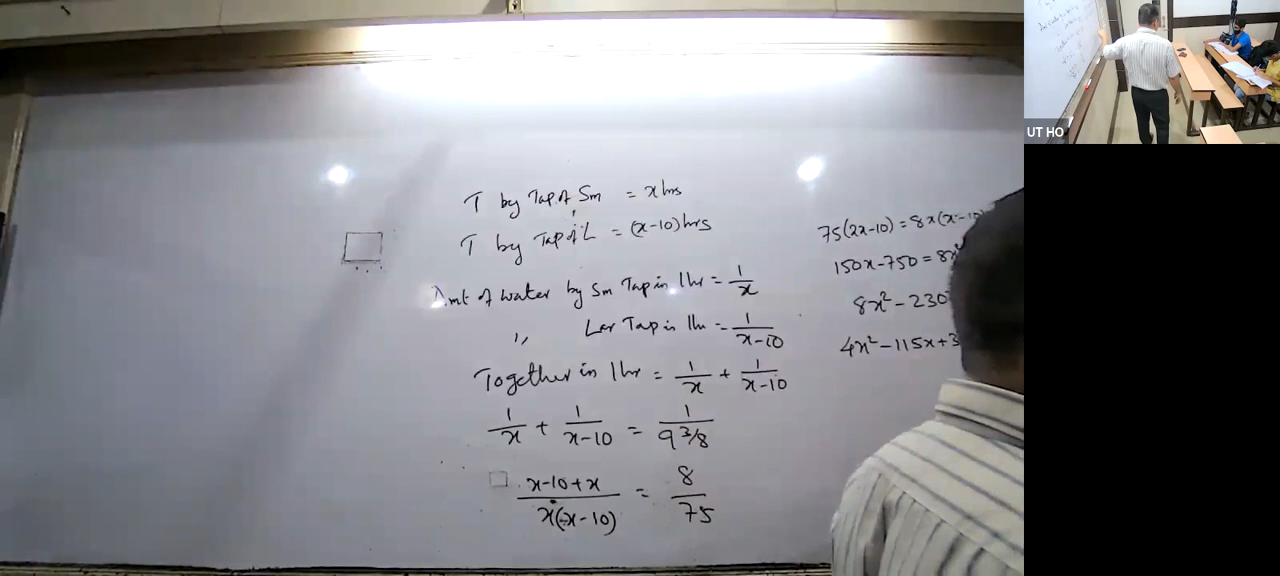 T by Tap of Sm = x hrs
T by Tap of L = (x-10) hrs
Amt of water by Sm Tap in 1hr = 1/x
,, Lar Tap in 1hr = 1/(x-10)
Together in 1hr = 1/x + 1/(x-10)
1/x + 1/(x-10) = 1/(9 3/8)
(x-10+x)/(x(x-10)) = 8/75
75(2x-10) = 8x(x-10
150x-750 = 8x²
8x² - 230
4x² - 115x + 3
UT HO